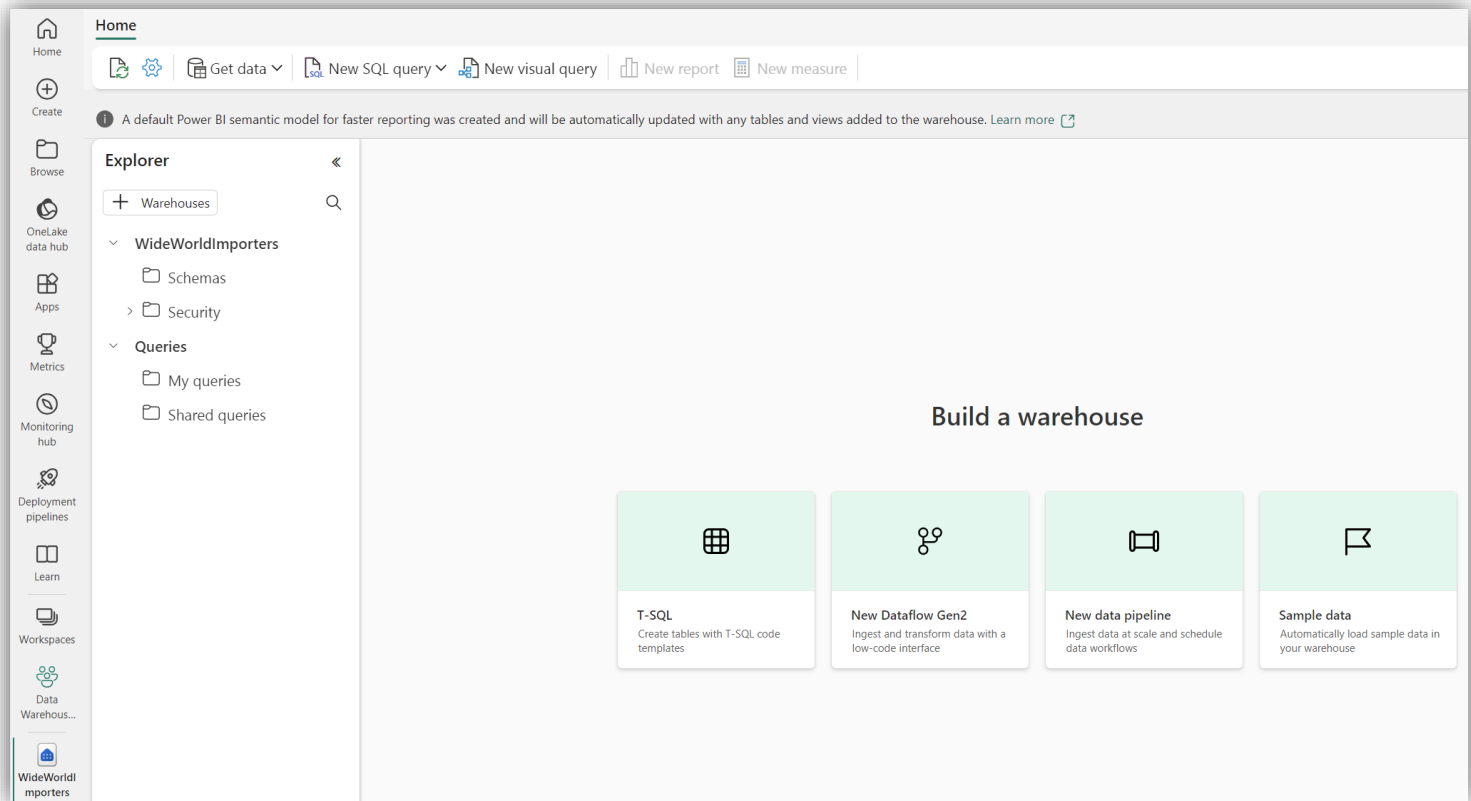 Home
Create
Browse
OneLake
data hub
Apps
Metrics
Monitoring
hub
Deployment
pipelines
Learn
Workspaces
Data
Warehous...
WideWorldI
mporters
Home
Get data
SQL
New SQL query
New visual query
New report
New measure
A default Power BI semantic model for faster reporting was created and will be automatically updated with any tables and views added to the warehouse. Learn more
Explorer
Warehouses
WideWorldImporters
Schemas
Security
Queries
My queries
Shared queries
Build a warehouse
T-SQL
Create tables with T-SQL code
templates
New Dataflow Gen2
Ingest and transform data with a
low-code interface
New data pipeline
Ingest data at scale and schedule
data workflows
Sample data
Automatically load sample data in
your warehouse